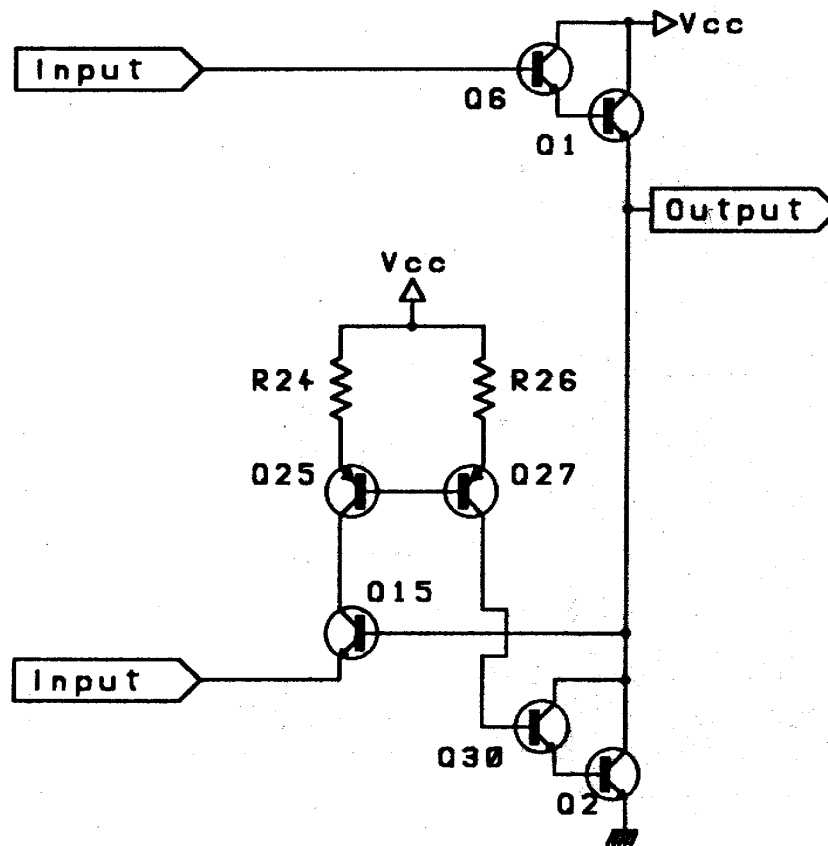 Vcc
Input
Q6
Q1
Output
Vcc
R24
R26
Q25
Q27
Q15
Input
Q30
Q2